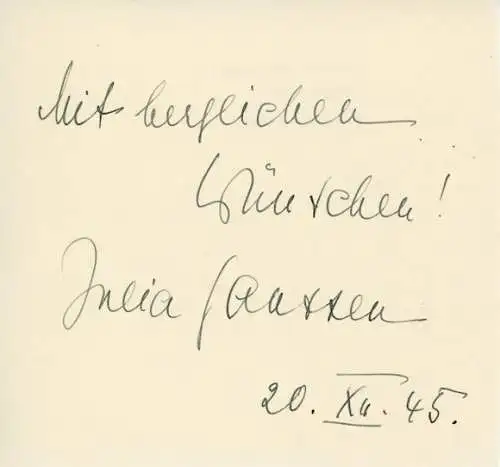 Mit herzlichen
Wünschen!
Julia Janssen
20. XII. 45.